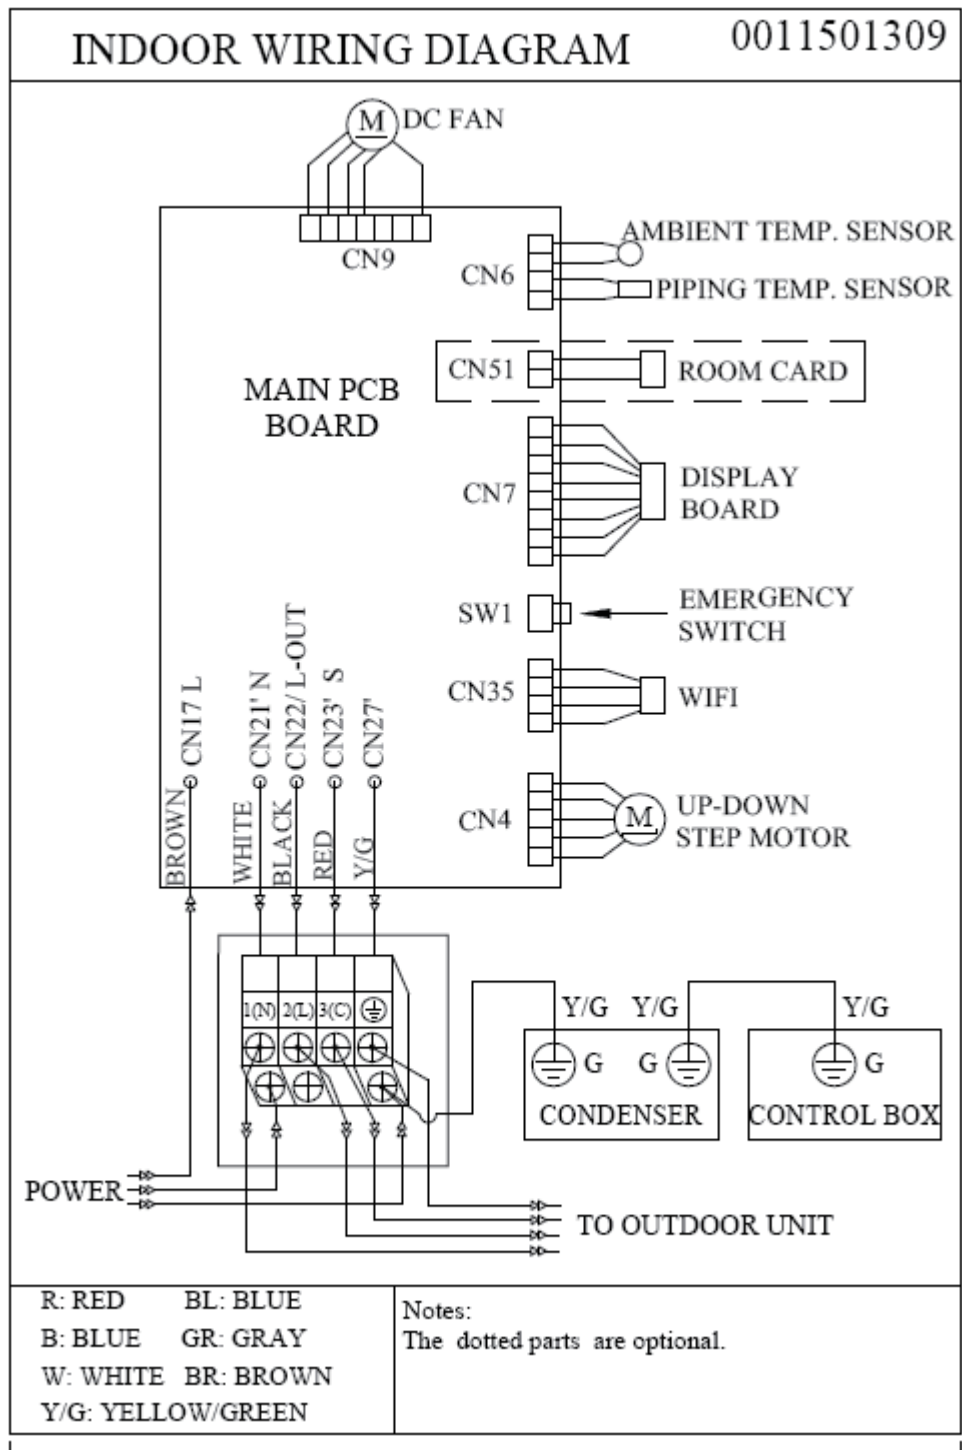 INDOOR WIRING DIAGRAM 0011501309
M DC FAN
CN9
AMBIENT TEMP. SENSOR
CN6
PIPING TEMP. SENSOR
CN51 ROOM CARD
MAIN PCB
BOARD
CN7
DISPLAY
BOARD
SW1
EMERGENCY
SWITCH
CN35 WIFI
CN4 M
UP-DOWN
STEP MOTOR
CN17 L
CN21' N
CN22/ L-OUT
CN23' S
CN27'
BROWN
WHITE
BLACK
RED
Y/G
1(N) 2(L) 3(C)
Y/G Y/G Y/G
G G G
CONDENSER CONTROL BOX
POWER
TO OUTDOOR UNIT
R: RED BL: BLUE
B: BLUE GR: GRAY
W: WHITE BR: BROWN
Y/G: YELLOW/GREEN
Notes:
The dotted parts are optional.